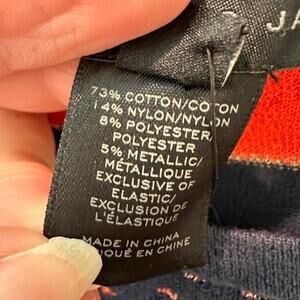 J
73% COTTON/COTON
14% NYLON/NYLON
8% POLYESTER/
POLYESTER
5% METALLIC/
MÉTALLIQUE
EXCLUSIVE OF
ELASTIC/
EXCLUSION DE
L'ÉLASTIQUE
MADE IN CHINA
IQUÉ EN CHINE